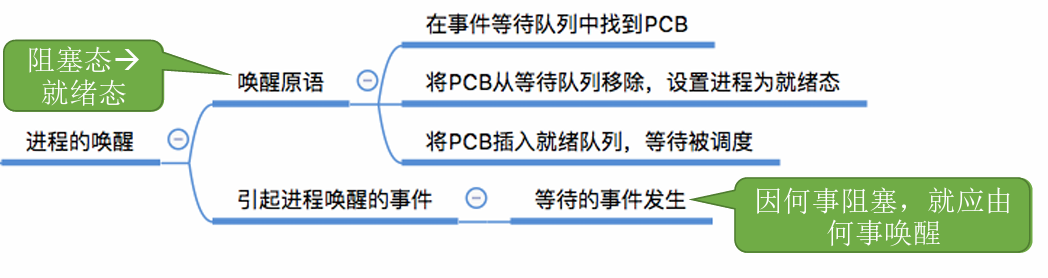 在事件等待队列中找到PCB
阻塞态→
就绪态
唤醒原语
将PCB从等待队列移除，设置进程为就绪态
进程的唤醒
将PCB插入就绪队列，等待被调度
引起进程唤醒的事件
等待的事件发生
因何事阻塞，就应由
何事唤醒